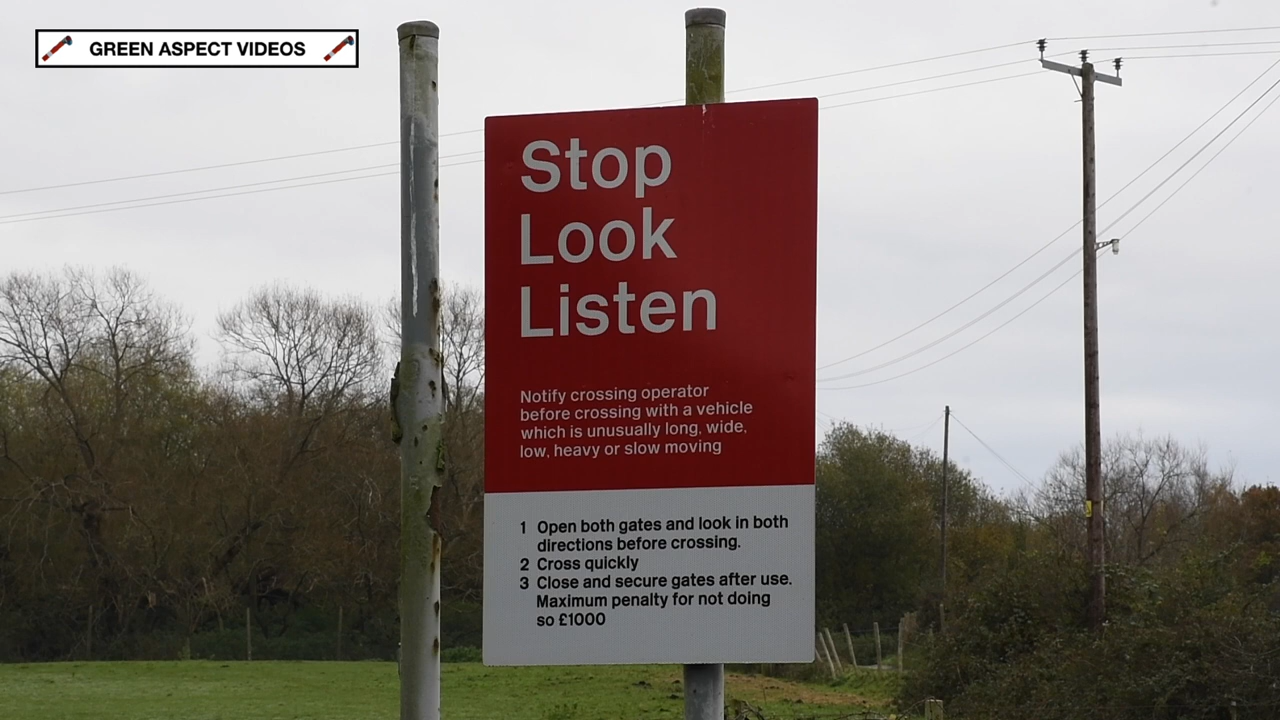 GREEN ASPECT VIDEOS
Stop
Look
Listen
Notify crossing operator
before crossing with a vehicle
which is unusually long, wide,
low, heavy or slow moving
1 Open both gates and look in both
directions before crossing.
2 Cross quickly
3 Close and secure gates after use.
Maximum penalty for not doing
so £1000